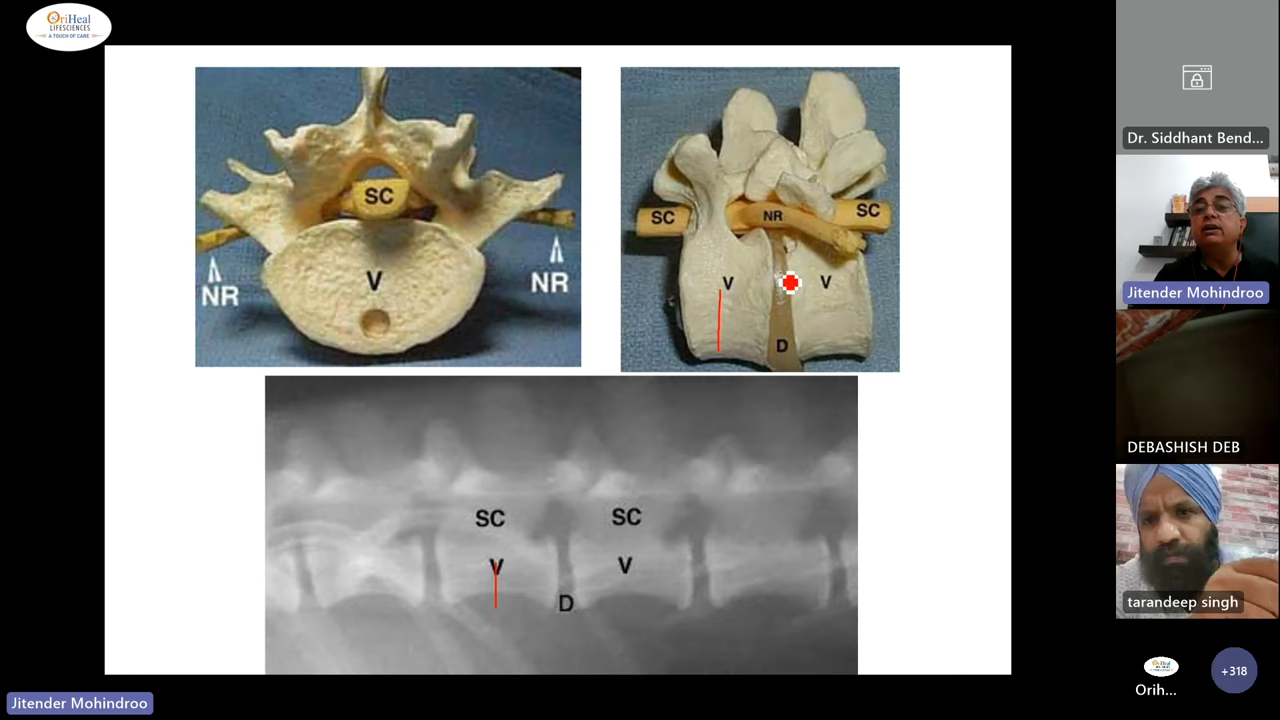 OriHeal
LIFESCIENCES
A TOUCH OF CARE
SC
V
NR
NR
SC
NR
SC
V
V
D
SC
SC
V
V
D
Dr. Siddhant Bend...
Jitender Mohindroo
DEBASHISH DEB
tarandeep singh
Orih...
+318
Jitender Mohindroo